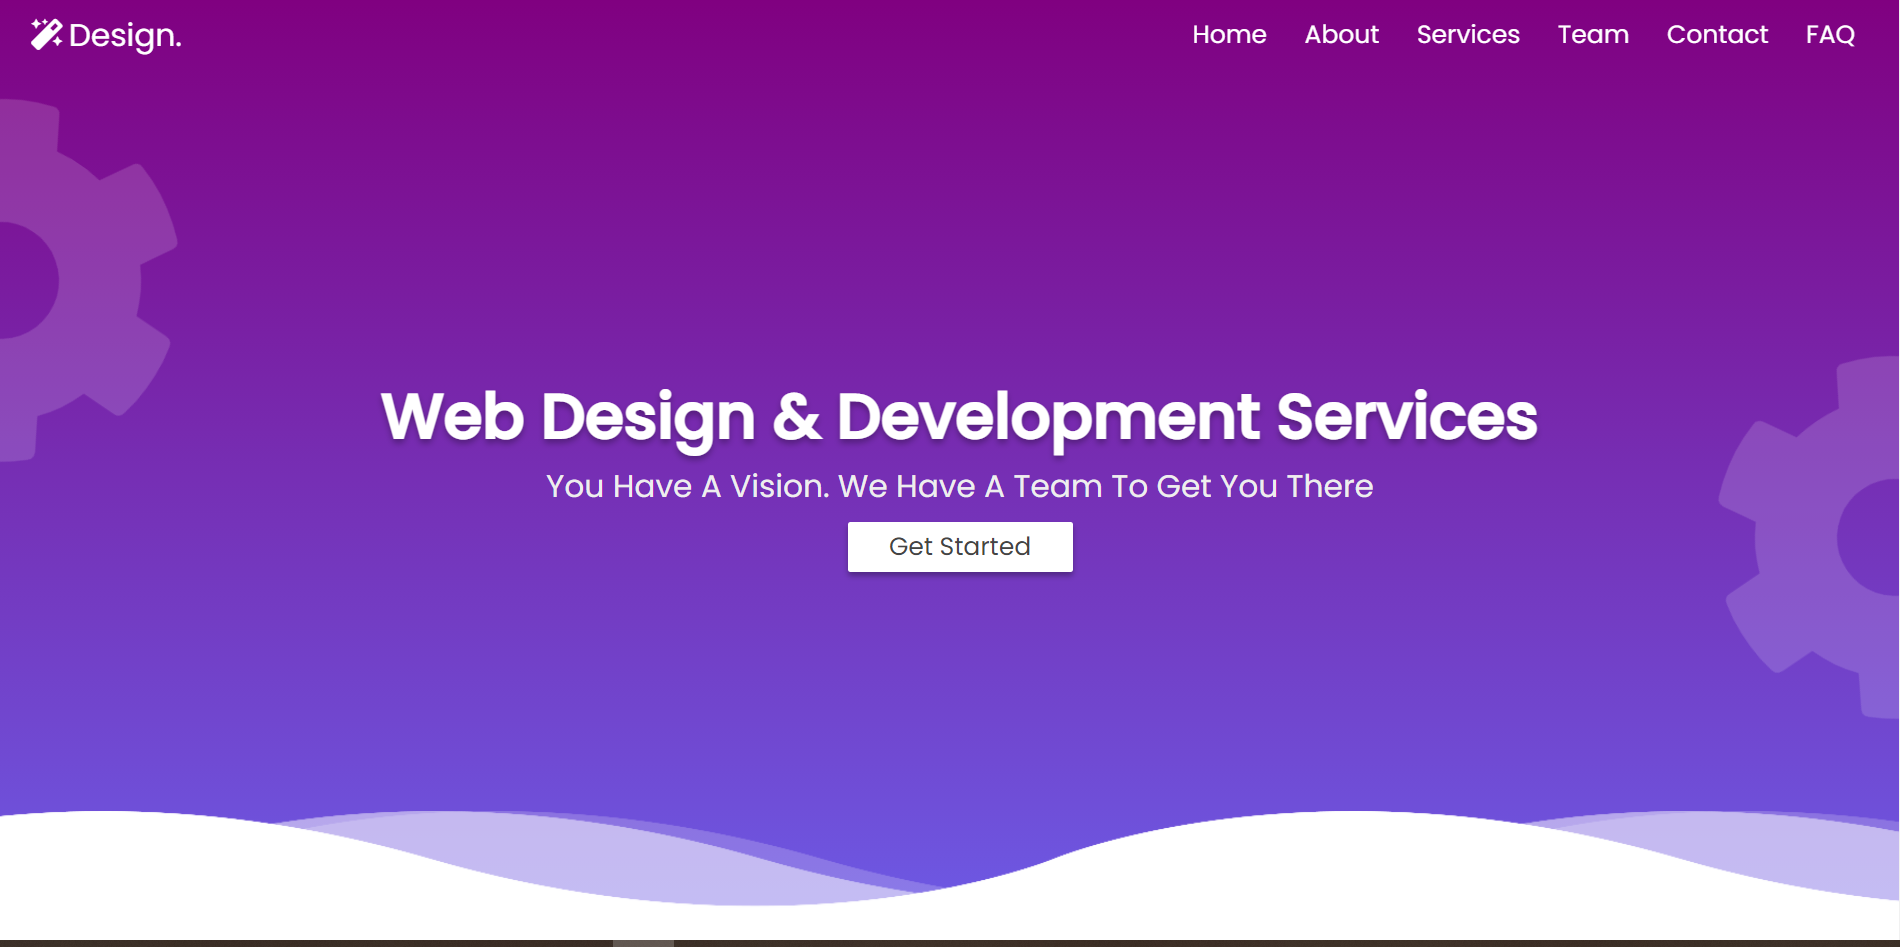 Design.
Home About Services Team Contact FAQ
Web Design & Development Services
You Have A Vision. We Have A Team To Get You There
Get Started